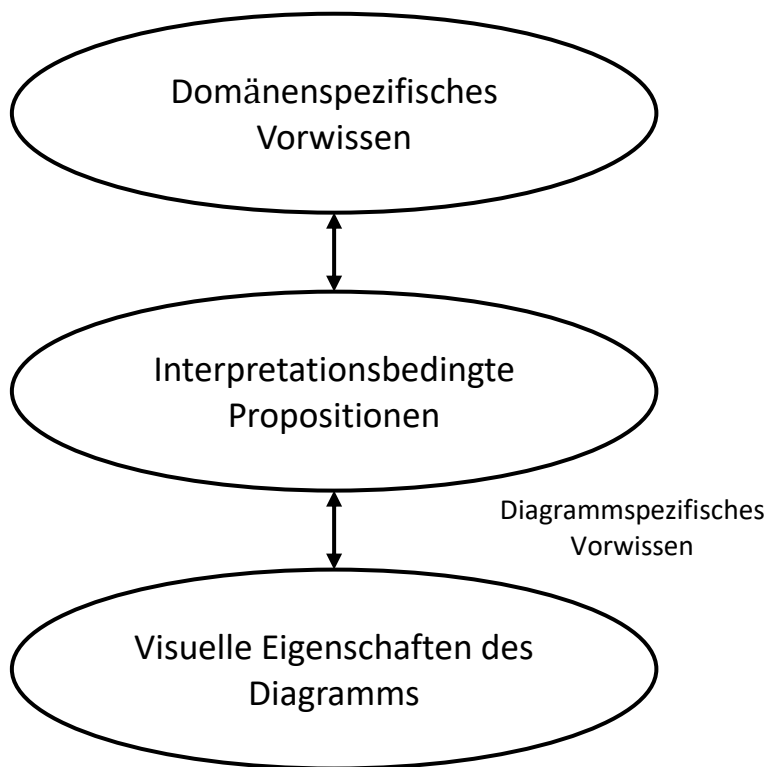 Domänenspezifisches
Vorwissen
Interpretationsbedingte
Propositionen
Diagrammspezifisches
Vorwissen
Visuelle Eigenschaften des
Diagramms